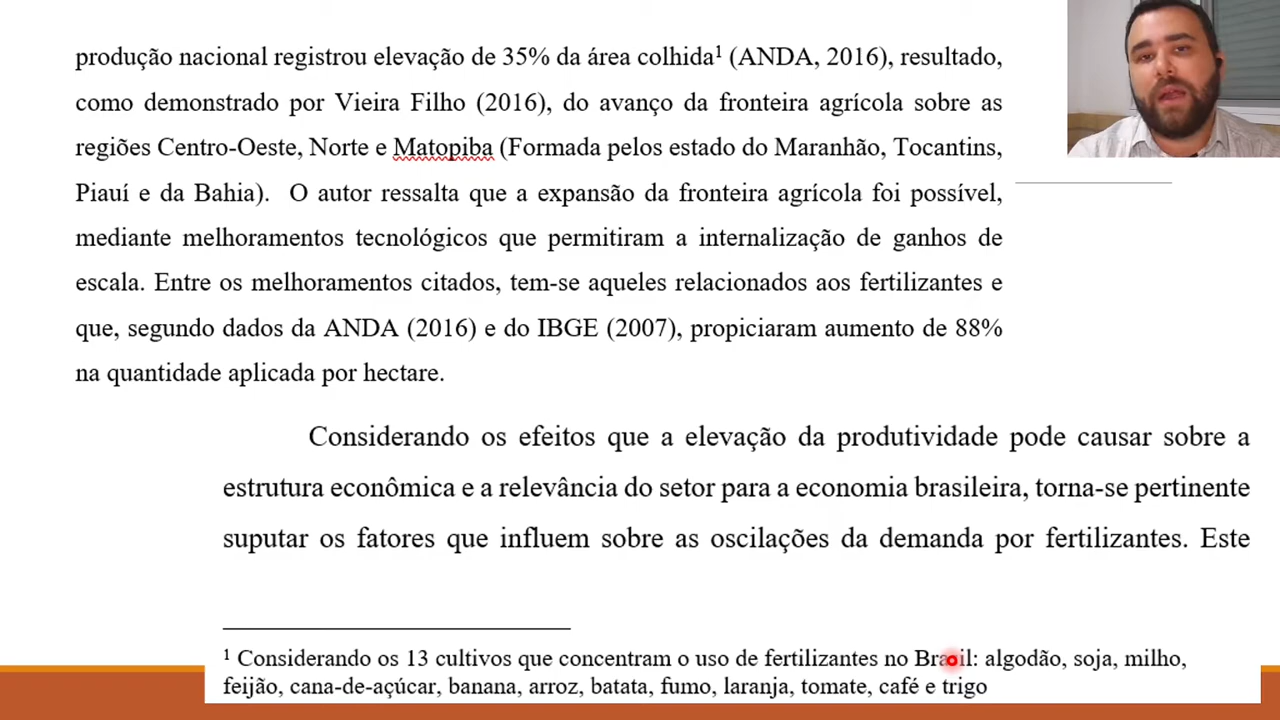 produção nacional registrou elevação de 35% da área colhida¹ (ANDA, 2016), resultado,
como demonstrado por Vieira Filho (2016), do avanço da fronteira agrícola sobre as
regiões Centro-Oeste, Norte e Matopiba (Formada pelos estado do Maranhão, Tocantins,
Piauí e da Bahia).  O autor ressalta que a expansão da fronteira agrícola foi possível,
mediante melhoramentos tecnológicos que permitiram a internalização de ganhos de
escala. Entre os melhoramentos citados, tem-se aqueles relacionados aos fertilizantes e
que, segundo dados da ANDA (2016) e do IBGE (2007), propiciaram aumento de 88%
na quantidade aplicada por hectare.
Considerando os efeitos que a elevação da produtividade pode causar sobre a
estrutura econômica e a relevância do setor para a economia brasileira, torna-se pertinente
suputar os fatores que influem sobre as oscilações da demanda por fertilizantes. Este
¹ Considerando os 13 cultivos que concentram o uso de fertilizantes no Brasil: algodão, soja, milho,
feijão, cana-de-açúcar, banana, arroz, batata, fumo, laranja, tomate, café e trigo